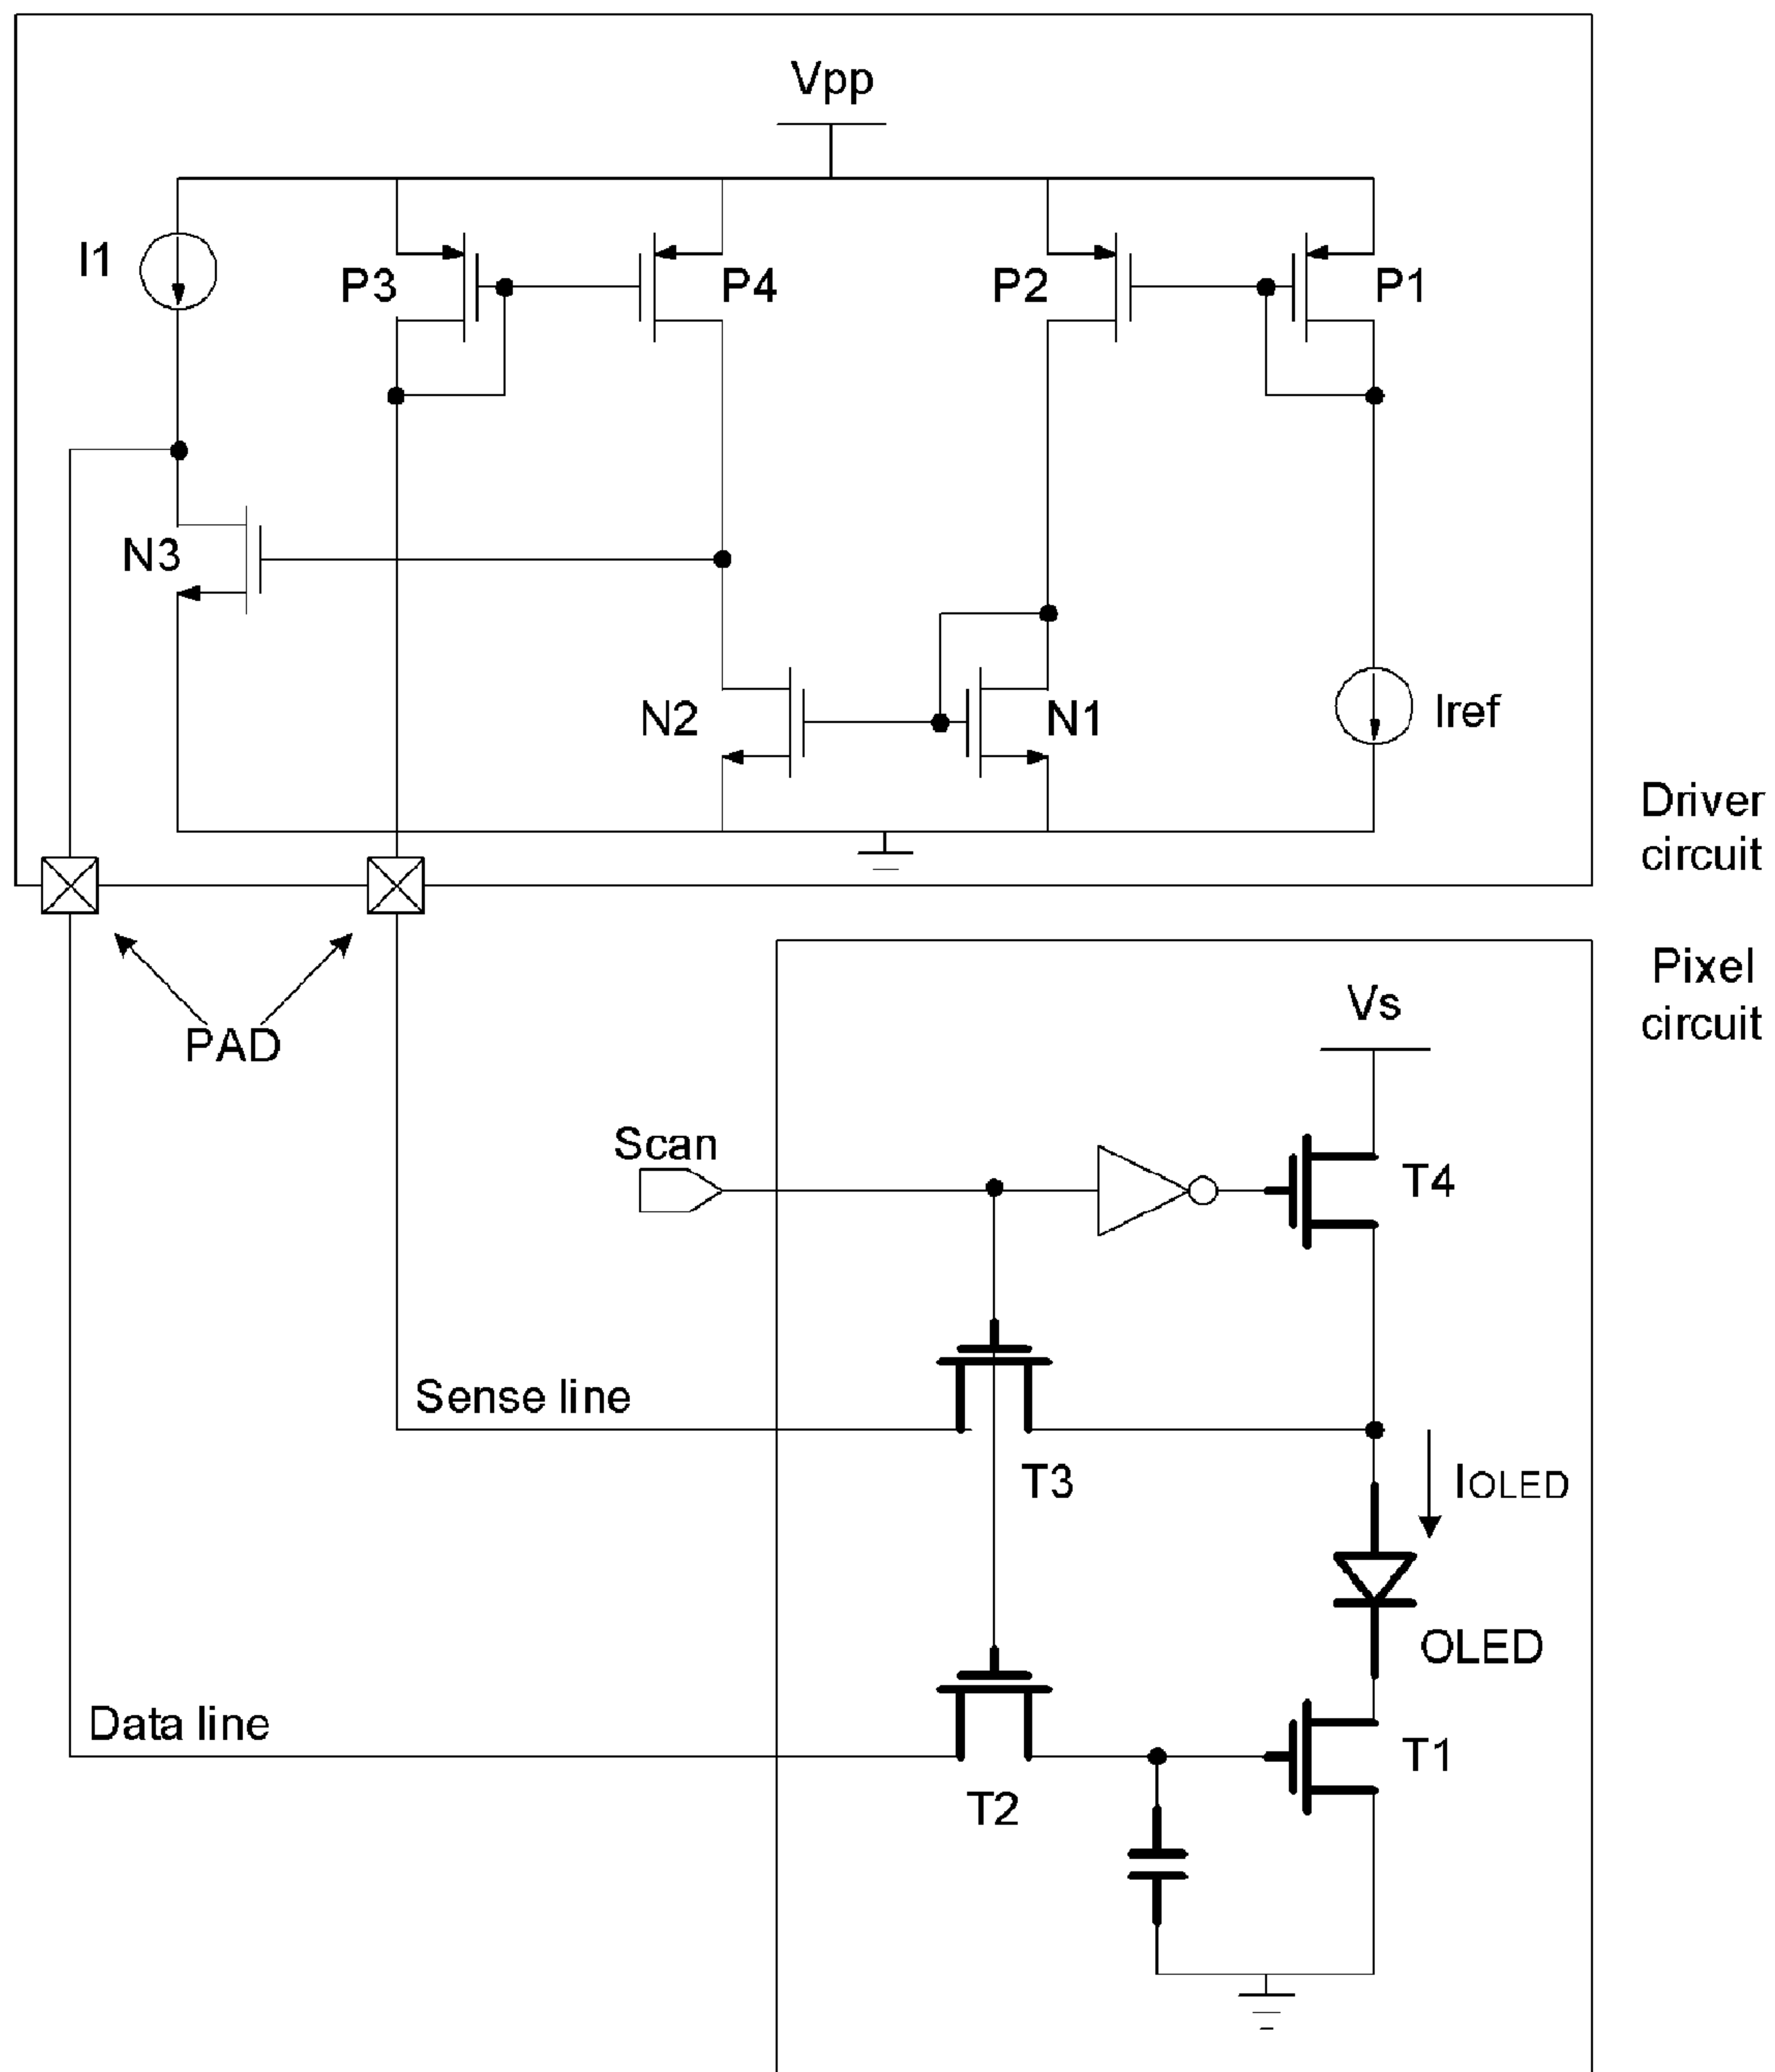 Vpp
I1
P3
P4
P2
P1
N3
N2
N1
Iref
Driver
circuit
PAD
Pixel
circuit
Vs
Scan
T4
Sense line
T3
IOLED
OLED
Data line
T1
T2